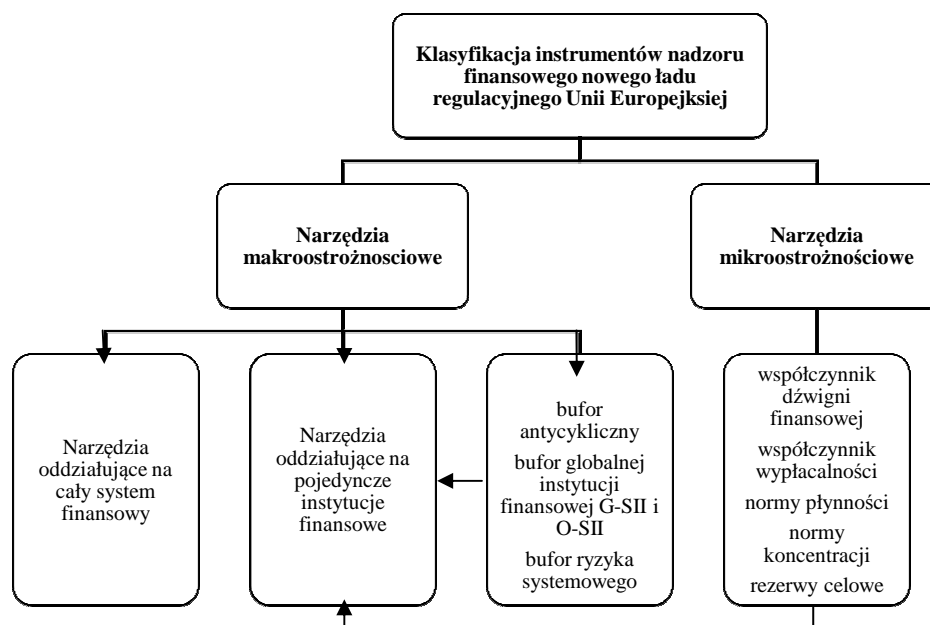 Klasyfikacja instrumentów nadzoru
finansowego nowego ładu
regulacyjnego Unii Europejksiej
Narzędzia
makroostrożnosciowe
Narzędzia
mikroostrożnościowe
Narzędzia
oddziałujące na
cały system
finansowy
Narzędzia
oddziałujące na
pojedyncze
instytucje
finansowe
bufor
antycykliczny
bufor globalnej
instytucji
finansowej G-SII i
O-SII
bufor ryzyka
systemowego
współczynnik
dźwigni
finansowej
współczynnik
wypłacalności
normy płynności
normy
koncentracji
rezerwy celowe